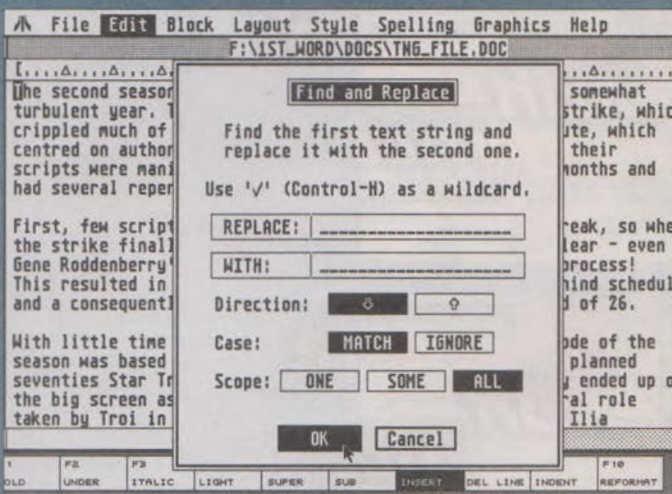 File Edit Block Layout Style Spelling Graphics Help
F:\1ST_WORD\DOCS\TNG_FILE.DOC
The second season somewhat
turbulent year. T strike, whic
crippled much of ute, which
centred on author their
scripts were mani months and
had several reper
First, few script reak, so whe
the strike finall lear - even
Gene Roddenberry' process!
This resulted in hind schedul
and a consequentl d of 26.
With little time ode of the
season was based planned
seventies Star Tr y ended up o
the big screen as ral role
taken by Troi in Ilia
Find and Replace
Find the first text string and
replace it with the second one.
Use '√' (Control-H) as a wildcard.
REPLACE: ____________________
WITH: ____________________
Direction: ⇩ ⇧
Case: MATCH IGNORE
Scope: ONE SOME ALL
OK Cancel
1 F2 F3 F10
OLD UNDER ITALIC LIGHT SUPER SUB INSERT DEL LINE INDENT REFORMAT